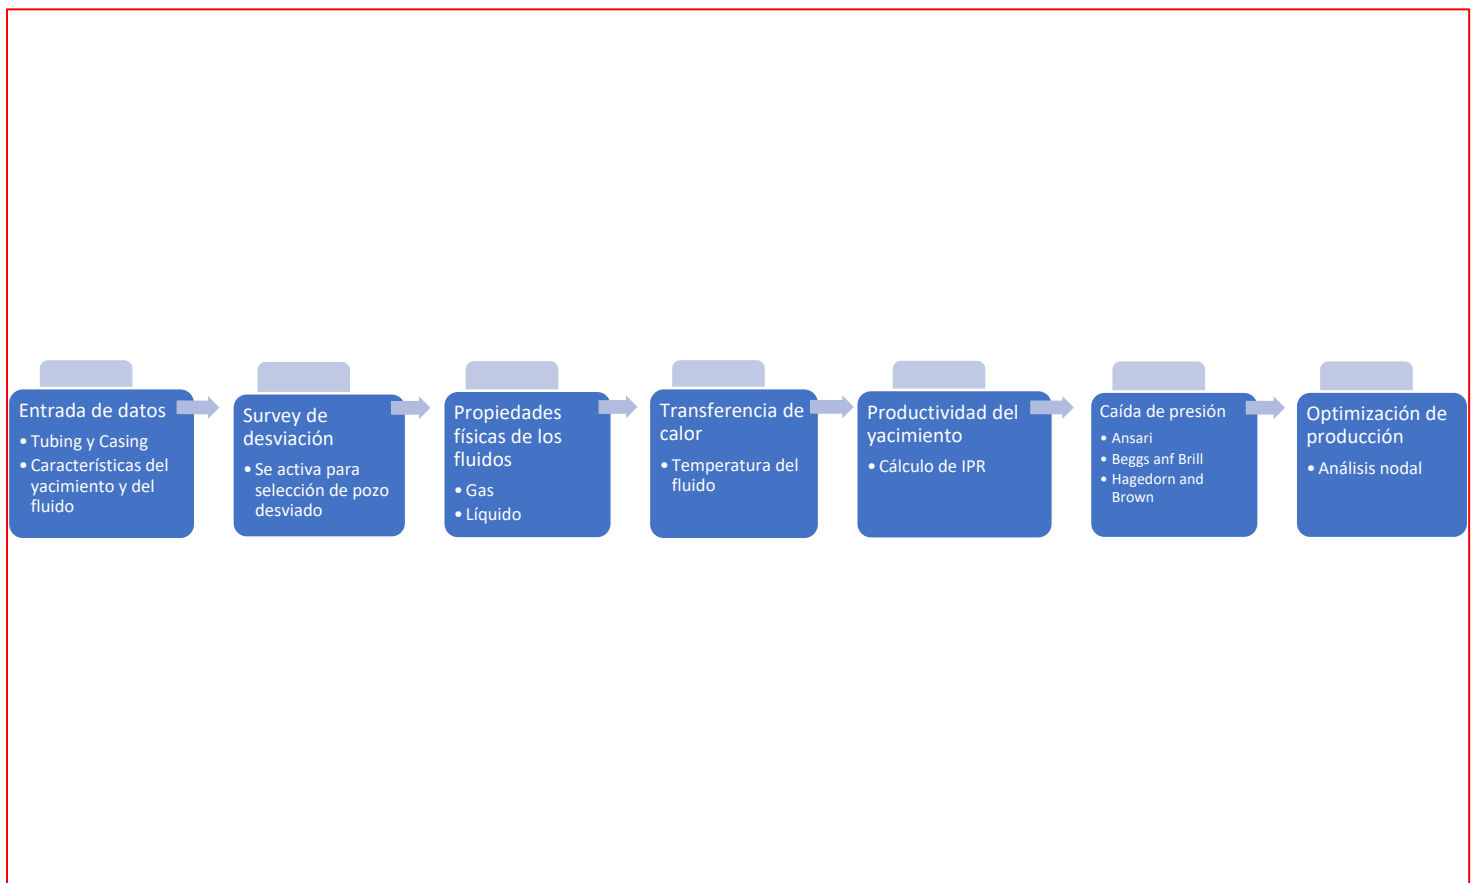 Entrada de datos
• Tubing y Casing
• Características del
yacimiento y del
fluido
Survey de
desviación
• Se activa para
selección de pozo
desviado
Propiedades
físicas de los
fluidos
• Gas
• Líquido
Transferencia de
calor
• Temperatura del
fluido
Productividad del
yacimiento
• Cálculo de IPR
Caída de presión
• Ansari
• Beggs anf Brill
• Hagedorn and
Brown
Optimización de
producción
• Análisis nodal